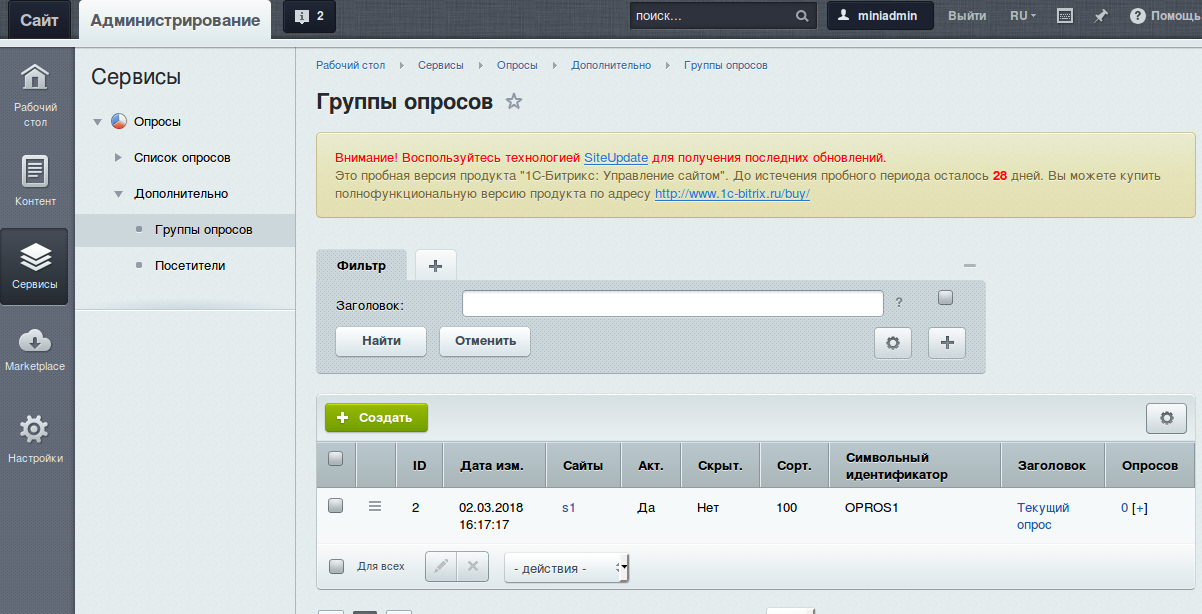 Сайт
Администрирование
2
поиск...
miniadmin
Выйти
RU
Помощь
Рабочий
стол
Контент
Сервисы
Marketplace
Настройки
Сервисы
Опросы
Список опросов
Дополнительно
Группы опросов
Посетители
Рабочий стол Сервисы Опросы Дополнительно Группы опросов
Группы опросов
Внимание! Воспользуйтесь технологией SiteUpdate для получения последних обновлений.
Это пробная версия продукта "1С-Битрикс: Управление сайтом". До истечения пробного периода осталось 28 дней. Вы можете купить
полнофункциональную версию продукта по адресу http://www.1c-bitrix.ru/buy/
Фильтр
Заголовок:
?
Найти
Отменить
Создать
ID Дата изм. Сайты Акт. Скрыт. Сорт. Символьный идентификатор Заголовок Опросов
2 02.03.2018 16:17:17 s1 Да Нет 100 OPROS1 Текущий опрос 0 [+]
Для всех
- действия -